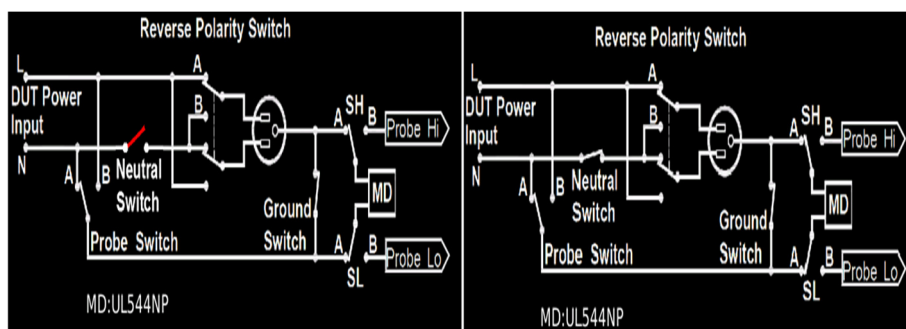 Reverse Polarity Switch
L
A
DUT Power
Input
B
SH
A
B
Probe Hi
N
A
B
Neutral
Switch
MD
Ground
Switch
Probe Switch
A
B
Probe Lo
SL
MD:UL544NP
Reverse Polarity Switch
L
A
DUT Power
Input
B
SH
A
B
Probe Hi
N
A
B
Neutral
Switch
MD
Ground
Switch
Probe Switch
A
B
Probe Lo
SL
MD:UL544NP